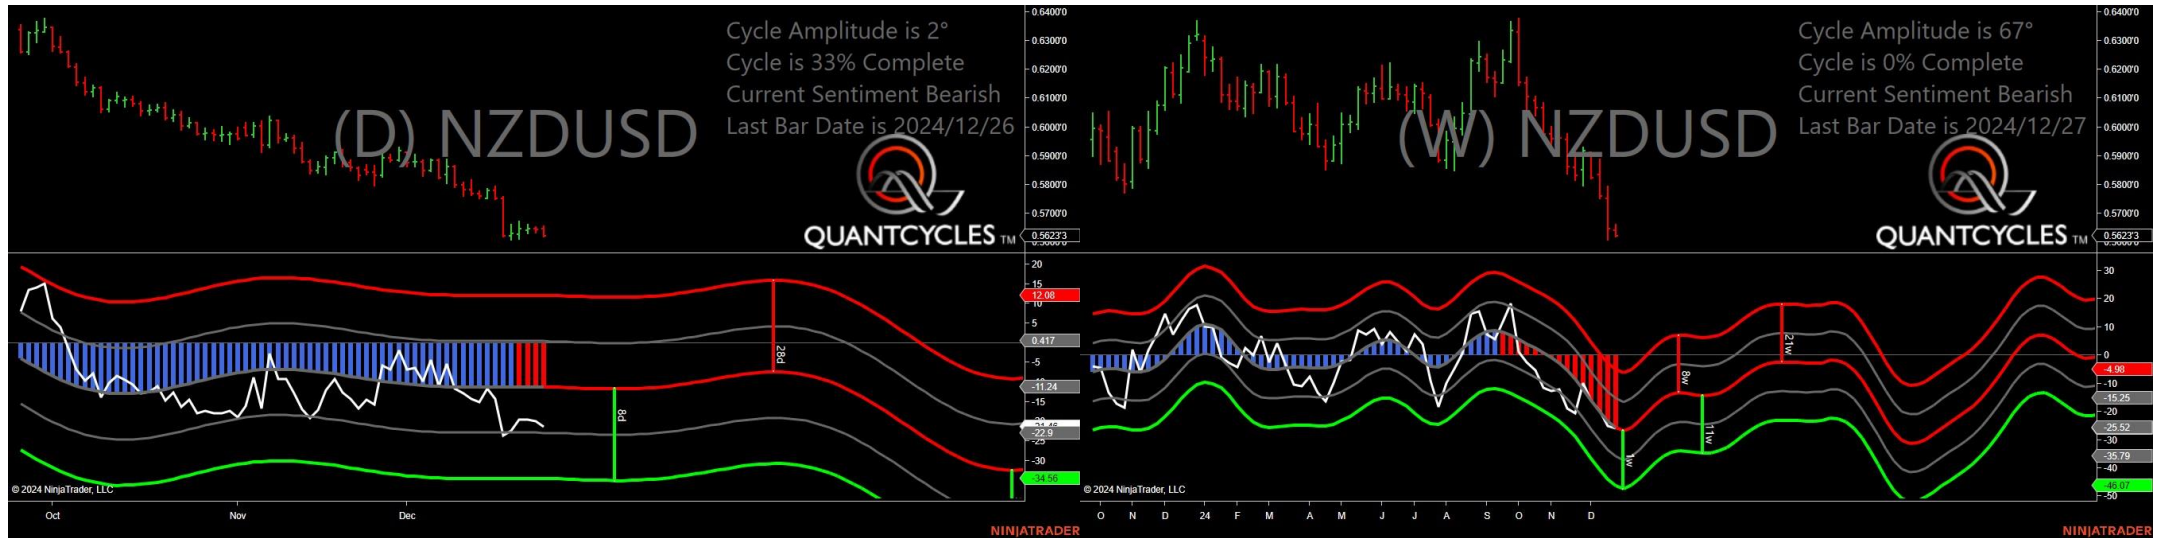 Cycle Amplitude is 2°
Cycle is 33% Complete
Current Sentiment Bearish
Last Bar Date is 2024/12/26
(D) NZDUSD
QUANTCYCLES TM
0.6400'0
0.6300'0
0.6200'0
0.6100'0
0.6000'0
0.5900'0
0.5800'0
0.5700'0
0.5623'3
20
15
12.08
10
5
0.417
-5
-11.24
-15
-22.9
-25
-30
-34.56
28d
8d
© 2024 NinjaTrader, LLC
Oct Nov Dec
NINJATRADER
Cycle Amplitude is 67°
Cycle is 0% Complete
Current Sentiment Bearish
Last Bar Date is 2024/12/27
(W) NZDUSD
QUANTCYCLES TM
0.6400'0
0.6300'0
0.6200'0
0.6100'0
0.6000'0
0.5900'0
0.5800'0
0.5700'0
0.5623'3
30
20
10
0
-4.98
-10
-15.25
-20
-25.52
-30
-35.79
-40
-46.07
-50
8w
21w
11w
1w
© 2024 NinjaTrader, LLC
O N D 24 F M A M J J A S O N D
NINJATRADER